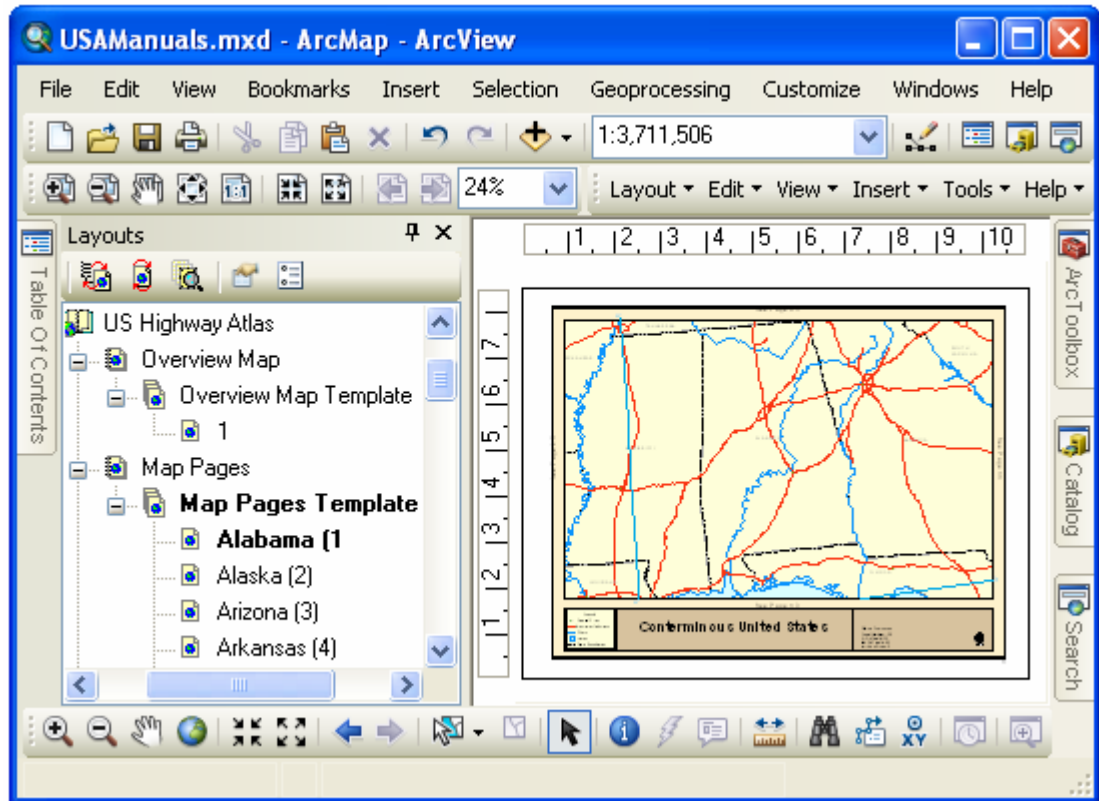 USAManuals.mxd - ArcMap - ArcView
File Edit View Bookmarks Insert Selection Geoprocessing Customize Windows Help
1:3,711,506
1:1 24% Layout Edit View Insert Tools Help
Table Of Contents
Layouts
US Highway Atlas
Overview Map
Overview Map Template
1
Map Pages
Map Pages Template
Alabama (1
Alaska (2)
Arizona (3)
Arkansas (4)
1 2 3 4 5 6 7 8 9 10
7 6 5 4 3 2 1
Conterminous United States
ArcToolbox
Catalog
Search
XY